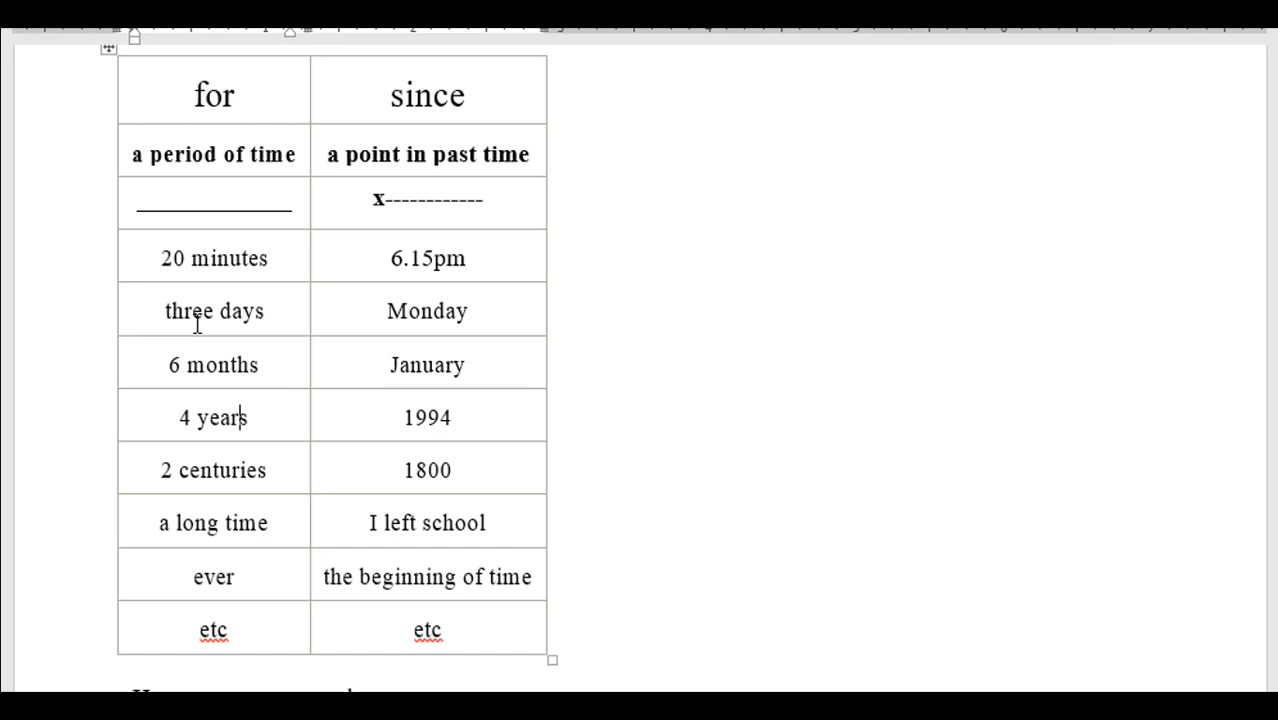 for since
a period of time a point in past time
______________ x------------
20 minutes 6.15pm
three days Monday
6 months January
4 years 1994
2 centuries 1800
a long time I left school
ever the beginning of time
etc etc